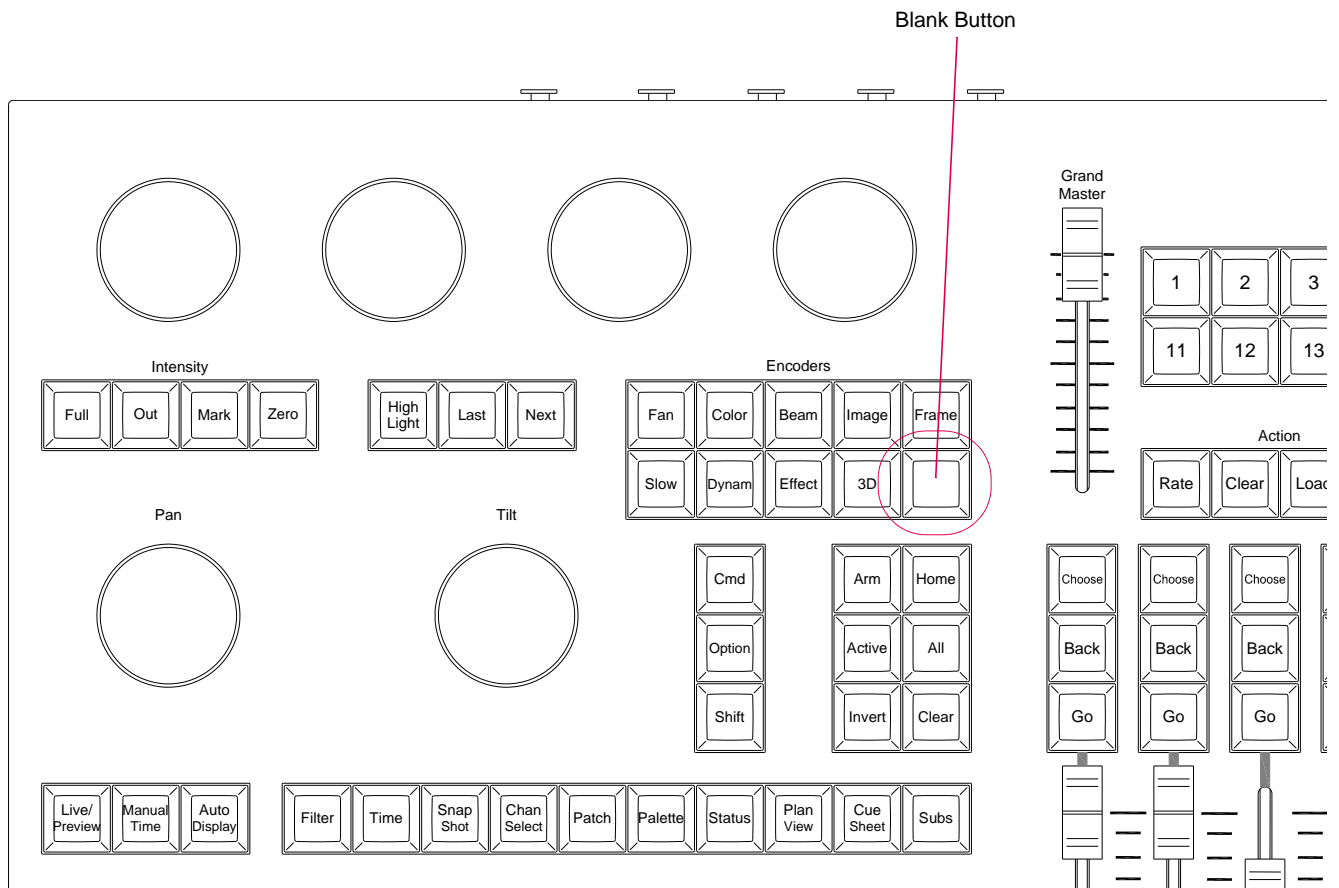 Blank Button
Grand
Master
1 2 3
11 12 13
Intensity
Encoders
Full Out Mark Zero
High
Light
Last Next
Fan Color Beam Image Frame
Action
Slow Dynam Effect 3D
Rate Clear
Pan
Tilt
Cmd Arm Home
Choose Choose Choose
Option Active All
Back Back Back
Shift Invert Clear
Go Go Go
Live/
Preview
Manual
Time
Auto
Display
Filter Time
Snap
Shot
Chan
Select
Patch Palette Status
Plan
View
Cue
Sheet
Subs